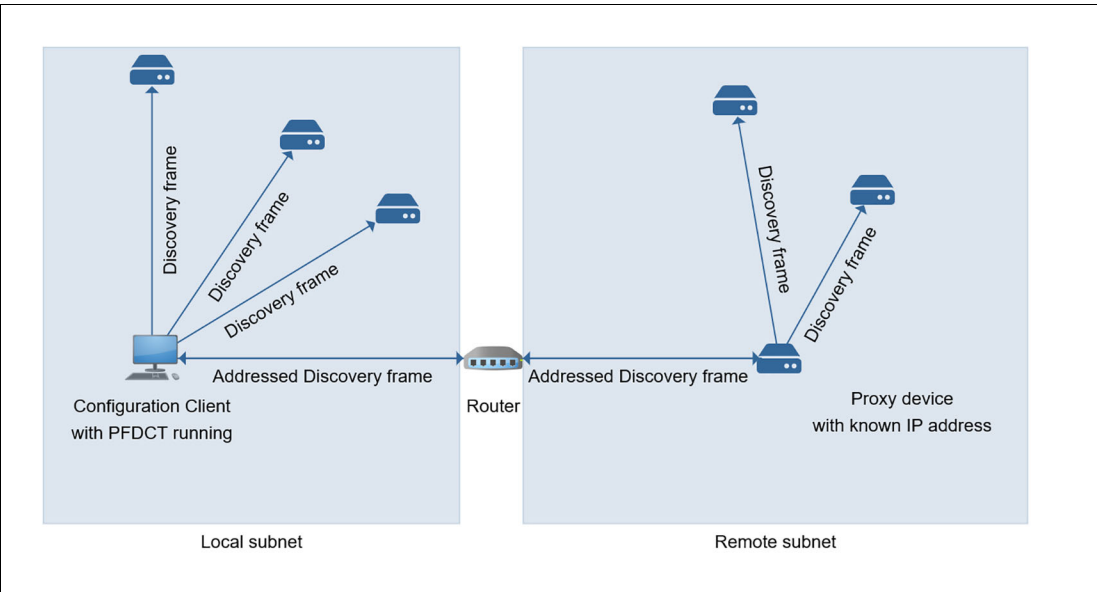 Discovery frame
Discovery frame
Discovery frame
Addressed Discovery frame
Configuration Client
with PFDCT running
Router
Discovery frame
Discovery frame
Addressed Discovery frame
Proxy device
with known IP address
Local subnet
Remote subnet